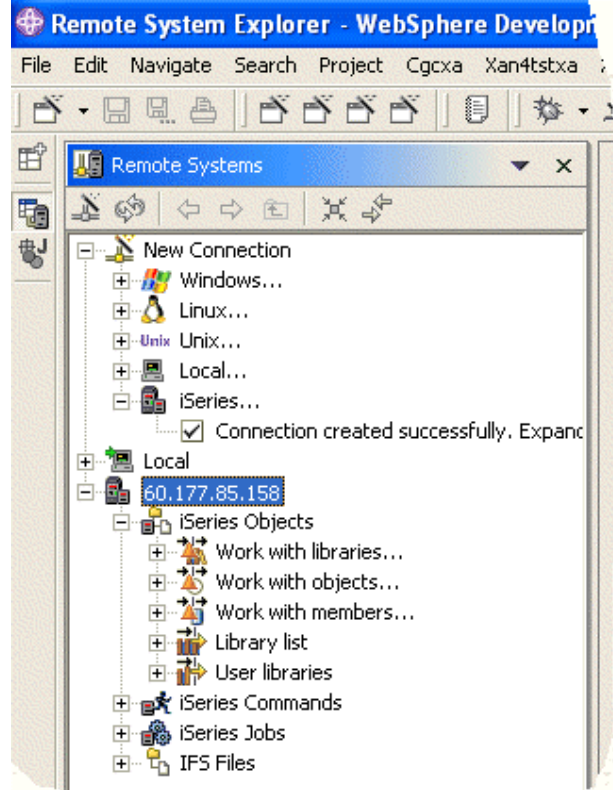 Remote System Explorer - WebSphere Develop
File Edit Navigate Search Project Cgcxa Xan4tstxa
Remote Systems
New Connection
Windows...
Unix Linux...
Unix Unix...
Local...
iSeries...
Connection created successfully. Expand
Local
60.177.85.158
iSeries Objects
Work with libraries...
Work with objects...
Work with members...
Library list
User libraries
iSeries Commands
iSeries Jobs
IFS Files